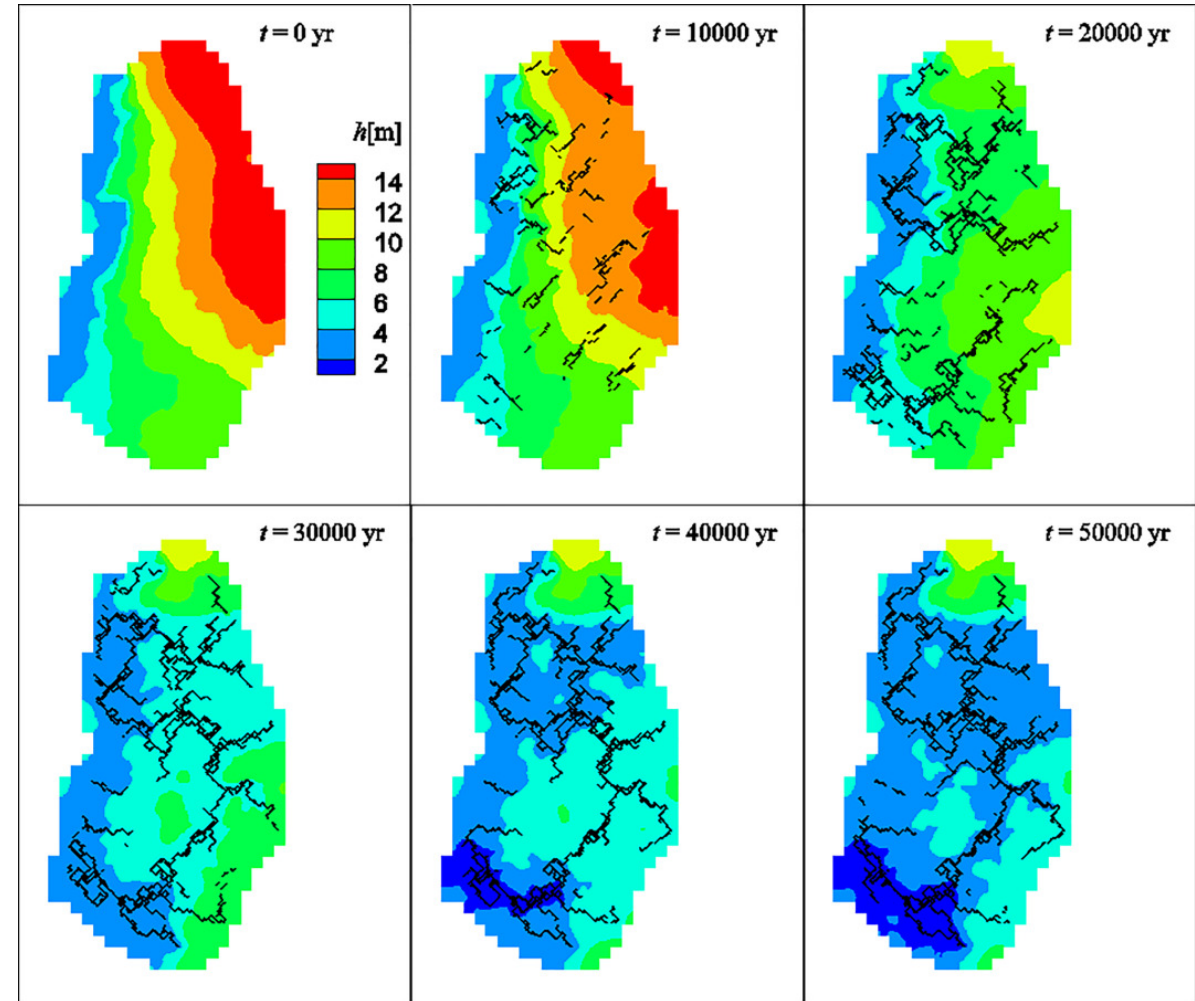 t = 0 yr
t = 10000 yr
t = 20000 yr
h[m]
14
12
10
8
6
4
2
t = 30000 yr
t = 40000 yr
t = 50000 yr